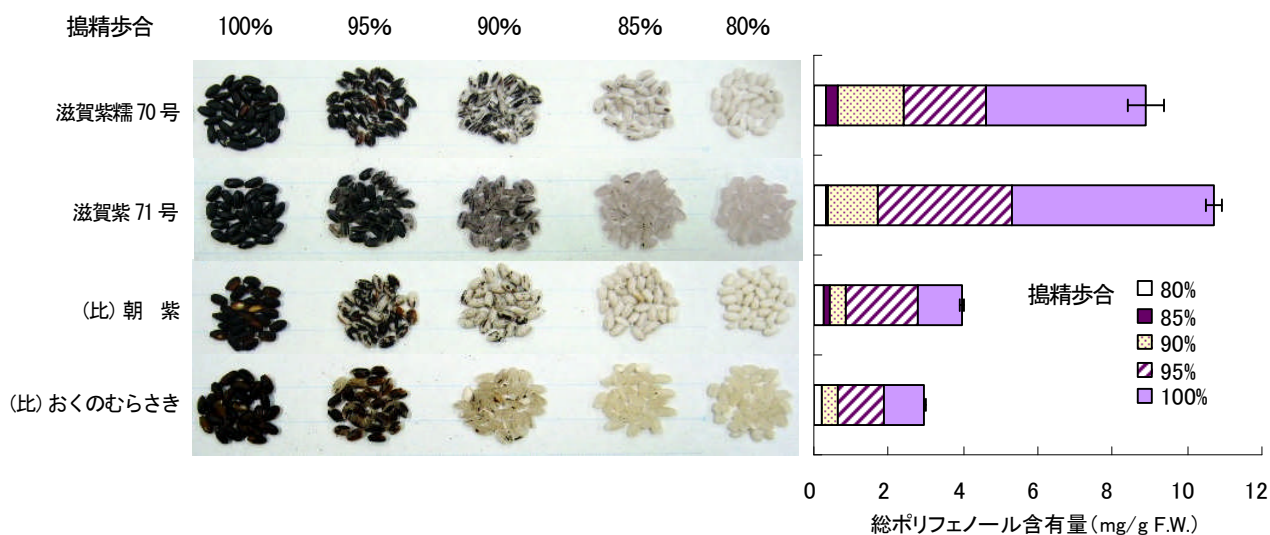 搗精歩合 100% 95% 90% 85% 80%
滋賀紫糯 70 号
滋賀紫 71 号
(比) 朝 紫
(比) おくのむらさき
搗精歩合
80%
85%
90%
95%
100%
0 2 4 6 8 10 12
総ポリフェノール含有量(mg/g F.W.)